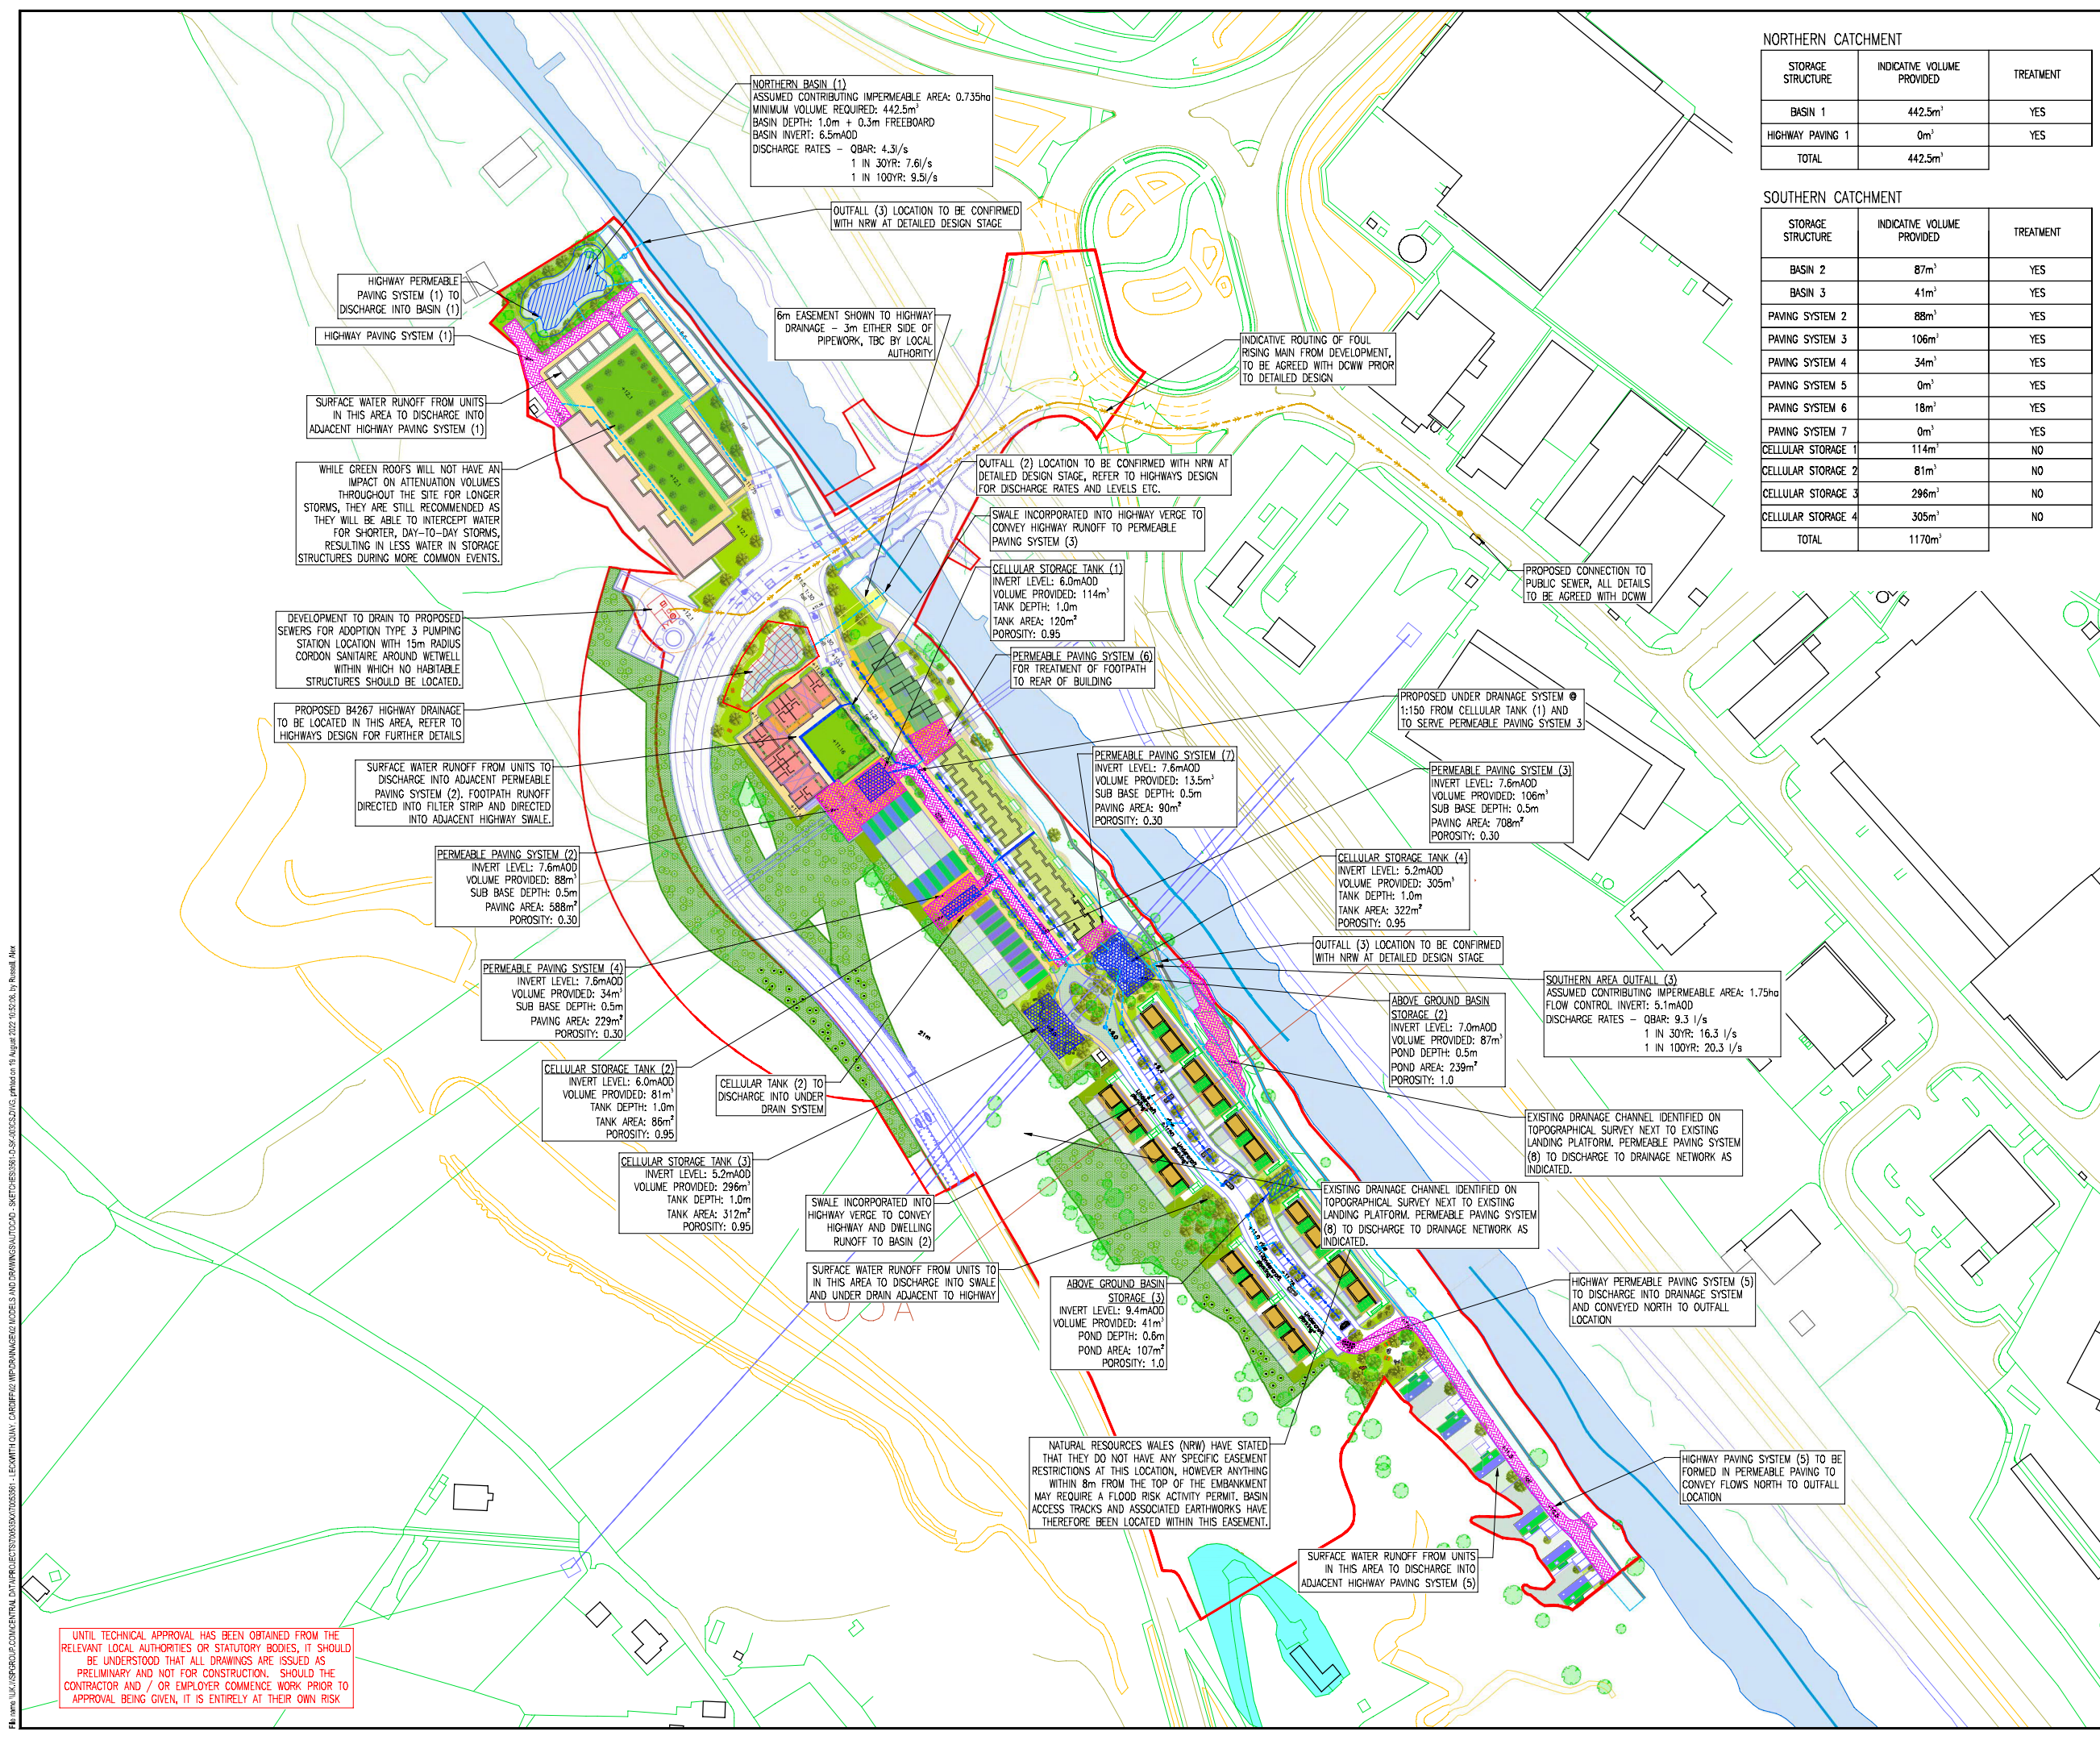 NORTHERN CATCHMENT
STORAGE STRUCTURE INDICATIVE VOLUME PROVIDED TREATMENT
BASIN 1 442.5m³ YES
HIGHWAY PAVING 1 0m³ YES
TOTAL 442.5m³
SOUTHERN CATCHMENT
STORAGE STRUCTURE INDICATIVE VOLUME PROVIDED TREATMENT
BASIN 2 87m³ YES
BASIN 3 41m³ YES
PAVING SYSTEM 2 88m³ YES
PAVING SYSTEM 3 106m³ YES
PAVING SYSTEM 4 34m³ YES
PAVING SYSTEM 5 0m³ YES
PAVING SYSTEM 6 18m³ YES
PAVING SYSTEM 7 0m³ YES
CELLULAR STORAGE 1 114m³ NO
CELLULAR STORAGE 2 81m³ NO
CELLULAR STORAGE 3 296m³ NO
CELLULAR STORAGE 4 305m³ NO
TOTAL 1170m³
NORTHERN BASIN (1)
ASSUMED CONTRIBUTING IMPERMEABLE AREA: 0.735ha
MINIMUM VOLUME REQUIRED: 442.5m³
BASIN DEPTH: 1.0m + 0.3m FREEBOARD
BASIN INVERT: 6.5mAOD
DISCHARGE RATES - QBAR: 4.3l/s
1 IN 30YR: 7.6l/s
1 IN 100YR: 9.5l/s
OUTFALL (3) LOCATION TO BE CONFIRMED
WITH NRW AT DETAILED DESIGN STAGE
HIGHWAY PERMEABLE
PAVING SYSTEM (1) TO
DISCHARGE INTO BASIN (1)
HIGHWAY PAVING SYSTEM (1)
6m EASEMENT SHOWN TO HIGHWAY
DRAINAGE - 3m EITHER SIDE OF
PIPEWORK, TBC BY LOCAL
AUTHORITY
INDICATIVE ROUTING OF FOUL
RISING MAIN FROM DEVELOPMENT,
TO BE AGREED WITH DCWW PRIOR
TO DETAILED DESIGN
SURFACE WATER RUNOFF FROM UNITS
IN THIS AREA TO DISCHARGE INTO
ADJACENT HIGHWAY PAVING SYSTEM (1)
WHILE GREEN ROOFS WILL NOT HAVE AN
IMPACT ON ATTENUATION VOLUMES
THROUGHOUT THE SITE FOR LONGER
STORMS, THEY ARE STILL RECOMMENDED AS
THEY WILL BE ABLE TO INTERCEPT WATER
FOR SHORTER, DAY-TO-DAY STORMS,
RESULTING IN LESS WATER IN STORAGE
STRUCTURES DURING MORE COMMON EVENTS.
OUTFALL (2) LOCATION TO BE CONFIRMED WITH NRW AT
DETAILED DESIGN STAGE, REFER TO HIGHWAYS DESIGN
FOR DISCHARGE RATES AND LEVELS ETC.
SWALE INCORPORATED INTO HIGHWAY VERGE TO
CONVEY HIGHWAY RUNOFF TO PERMEABLE
PAVING SYSTEM (3)
CELLULAR STORAGE TANK (1)
INVERT LEVEL: 6.0mAOD
VOLUME PROVIDED: 114m³
TANK DEPTH: 1.0m
TANK AREA: 120m²
POROSITY: 0.95
PROPOSED CONNECTION TO
PUBLIC SEWER, ALL DETAILS
TO BE AGREED WITH DCWW
DEVELOPMENT TO DRAIN TO PROPOSED
SEWERS FOR ADOPTION TYPE 3 PUMPING
STATION LOCATION WITH 15m RADIUS
CORDON SANITAIRE AROUND WETWELL
WITHIN WHICH NO HABITABLE
STRUCTURES SHOULD BE LOCATED.
PERMEABLE PAVING SYSTEM (6)
FOR TREATMENT OF FOOTPATH
TO REAR OF BUILDING
PROPOSED B4267 HIGHWAY DRAINAGE
TO BE LOCATED IN THIS AREA, REFER TO
HIGHWAYS DESIGN FOR FURTHER DETAILS
PROPOSED UNDER DRAINAGE SYSTEM @
1:150 FROM CELLULAR TANK (1) AND
TO SERVE PERMEABLE PAVING SYSTEM 3
SURFACE WATER RUNOFF FROM UNITS TO
DISCHARGE INTO ADJACENT PERMEABLE
PAVING SYSTEM (2). FOOTPATH RUNOFF
DIRECTED INTO FILTER STRIP AND DIRECTED
INTO ADJACENT HIGHWAY SWALE.
PERMEABLE PAVING SYSTEM (7)
INVERT LEVEL: 7.6mAOD
VOLUME PROVIDED: 13.5m³
SUB BASE DEPTH: 0.5m
PAVING AREA: 90m²
POROSITY: 0.30
PERMEABLE PAVING SYSTEM (3)
INVERT LEVEL: 7.6mAOD
VOLUME PROVIDED: 106m³
SUB BASE DEPTH: 0.5m
PAVING AREA: 708m²
POROSITY: 0.30
PERMEABLE PAVING SYSTEM (2)
INVERT LEVEL: 7.6mAOD
VOLUME PROVIDED: 88m³
SUB BASE DEPTH: 0.5m
PAVING AREA: 588m²
POROSITY: 0.30
CELLULAR STORAGE TANK (4)
INVERT LEVEL: 5.2mAOD
VOLUME PROVIDED: 305m³
TANK DEPTH: 1.0m
TANK AREA: 322m²
POROSITY: 0.95
OUTFALL (3) LOCATION TO BE CONFIRMED
WITH NRW AT DETAILED DESIGN STAGE
PERMEABLE PAVING SYSTEM (4)
INVERT LEVEL: 7.6mAOD
VOLUME PROVIDED: 34m³
SUB BASE DEPTH: 0.5m
PAVING AREA: 229m²
POROSITY: 0.30
SOUTHERN AREA OUTFALL (3)
ASSUMED CONTRIBUTING IMPERMEABLE AREA: 1.75ha
FLOW CONTROL INVERT: 5.1mAOD
DISCHARGE RATES - QBAR: 9.3 l/s
1 IN 30YR: 16.3 l/s
1 IN 100YR: 20.3 l/s
ABOVE GROUND BASIN
STORAGE (2)
INVERT LEVEL: 7.0mAOD
VOLUME PROVIDED: 87m³
POND DEPTH: 0.5m
POND AREA: 239m²
POROSITY: 1.0
21m
CELLULAR STORAGE TANK (2)
INVERT LEVEL: 6.0mAOD
VOLUME PROVIDED: 81m³
TANK DEPTH: 1.0m
TANK AREA: 86m²
POROSITY: 0.95
CELLULAR TANK (2) TO
DISCHARGE INTO UNDER
DRAIN SYSTEM
EXISTING DRAINAGE CHANNEL IDENTIFIED ON
TOPOGRAPHICAL SURVEY NEXT TO EXISTING
LANDING PLATFORM. PERMEABLE PAVING SYSTEM
(8) TO DISCHARGE TO DRAINAGE NETWORK AS
INDICATED.
CELLULAR STORAGE TANK (3)
INVERT LEVEL: 5.2mAOD
VOLUME PROVIDED: 296m³
TANK DEPTH: 1.0m
TANK AREA: 312m²
POROSITY: 0.95
EXISTING DRAINAGE CHANNEL IDENTIFIED ON
TOPOGRAPHICAL SURVEY NEXT TO EXISTING
LANDING PLATFORM. PERMEABLE PAVING SYSTEM
(8) TO DISCHARGE TO DRAINAGE NETWORK AS
INDICATED.
SWALE INCORPORATED INTO
HIGHWAY VERGE TO CONVEY
HIGHWAY AND DWELLING
RUNOFF TO BASIN (2)
SURFACE WATER RUNOFF FROM UNITS TO
IN THIS AREA TO DISCHARGE INTO SWALE
AND UNDER DRAIN ADJACENT TO HIGHWAY
ABOVE GROUND BASIN
STORAGE (3)
INVERT LEVEL: 9.4mAOD
VOLUME PROVIDED: 41m³
POND DEPTH: 0.6m
POND AREA: 107m²
POROSITY: 1.0
HIGHWAY PERMEABLE PAVING SYSTEM (5)
TO DISCHARGE INTO DRAINAGE SYSTEM
AND CONVEYED NORTH TO OUTFALL
LOCATION
NATURAL RESOURCES WALES (NRW) HAVE STATED
THAT THEY DO NOT HAVE ANY SPECIFIC EASEMENT
RESTRICTIONS AT THIS LOCATION, HOWEVER ANYTHING
WITHIN 8m FROM THE TOP OF THE EMBANKMENT
MAY REQUIRE A FLOOD RISK ACTIVITY PERMIT. BASIN
ACCESS TRACKS AND ASSOCIATED EARTHWORKS HAVE
THEREFORE BEEN LOCATED WITHIN THIS EASEMENT.
HIGHWAY PAVING SYSTEM (5) TO BE
FORMED IN PERMEABLE PAVING TO
CONVEY FLOWS NORTH TO OUTFALL
LOCATION
SURFACE WATER RUNOFF FROM UNITS
IN THIS AREA TO DISCHARGE INTO
ADJACENT HIGHWAY PAVING SYSTEM (5)
UNTIL TECHNICAL APPROVAL HAS BEEN OBTAINED FROM THE
RELEVANT LOCAL AUTHORITIES OR STATUTORY BODIES, IT SHOULD
BE UNDERSTOOD THAT ALL DRAWINGS ARE ISSUED AS
PRELIMINARY AND NOT FOR CONSTRUCTION. SHOULD THE
CONTRACTOR AND / OR EMPLOYER COMMENCE WORK PRIOR TO
APPROVAL BEING GIVEN, IT IS ENTIRELY AT THEIR OWN RISK